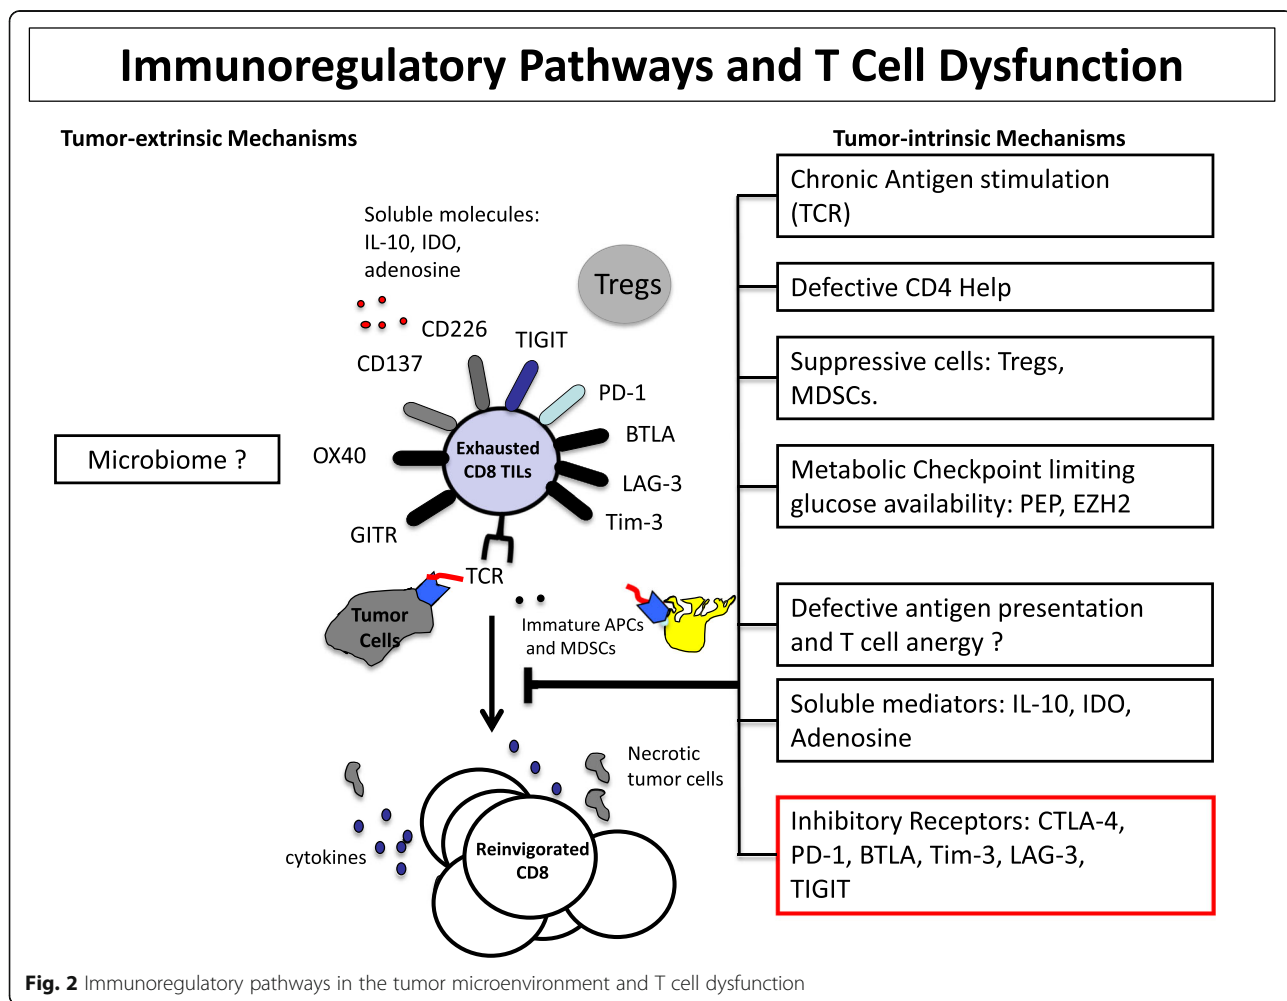 Immunoregulatory Pathways and T Cell Dysfunction
Tumor-extrinsic Mechanisms
Soluble molecules:
IL-10, IDO,
adenosine
Tregs
CD226
TIGIT
CD137
PD-1
BTLA
OX40
Exhausted
CD8 TILs
LAG-3
Microbiome ?
GITR
Tim-3
TCR
Tumor
Cells
Immature APCs
and MDSCs
Necrotic
tumor cells
cytokines
Reinvigorated
CD8
Tumor-intrinsic Mechanisms
Chronic Antigen stimulation
(TCR)
Defective CD4 Help
Suppressive cells: Tregs,
MDSCs.
Metabolic Checkpoint limiting
glucose availability: PEP, EZH2
Defective antigen presentation
and T cell anergy ?
Soluble mediators: IL-10, IDO,
Adenosine
Inhibitory Receptors: CTLA-4,
PD-1, BTLA, Tim-3, LAG-3,
TIGIT
Fig. 2 Immunoregulatory pathways in the tumor microenvironment and T cell dysfunction